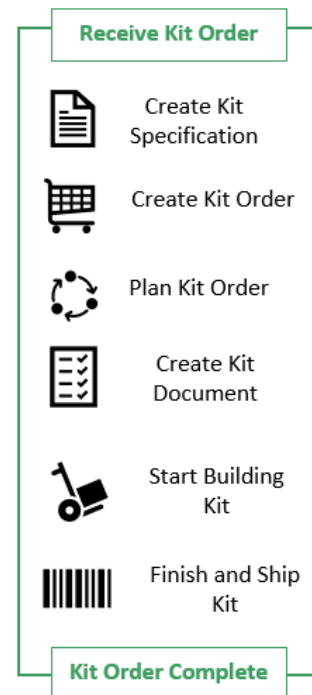 Receive Kit Order
Create Kit
Specification
Create Kit Order
Plan Kit Order
Create Kit
Document
Start Building
Kit
Finish and Ship
Kit
Kit Order Complete